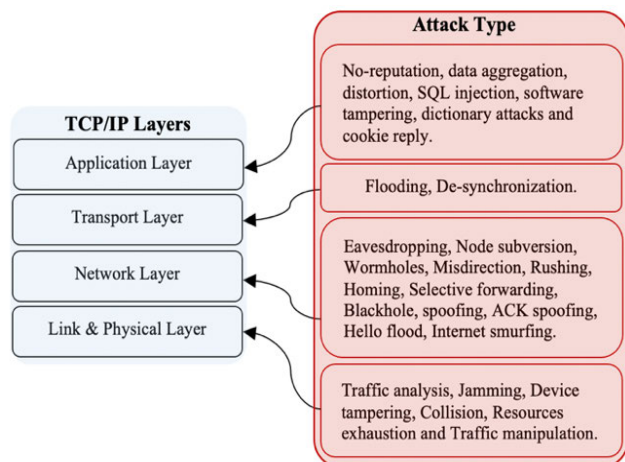 TCP/IP Layers
Application Layer
Transport Layer
Network Layer
Link & Physical Layer
Attack Type
No-reputation, data aggregation,
distortion, SQL injection, software
tampering, dictionary attacks and
cookie reply.
Flooding, De-synchronization.
Eavesdropping, Node subversion,
Wormholes, Misdirection, Rushing,
Homing, Selective forwarding,
Blackhole, spoofing, ACK spoofing,
Hello flood, Internet smurfing.
Traffic analysis, Jamming, Device
tampering, Collision, Resources
exhaustion and Traffic manipulation.